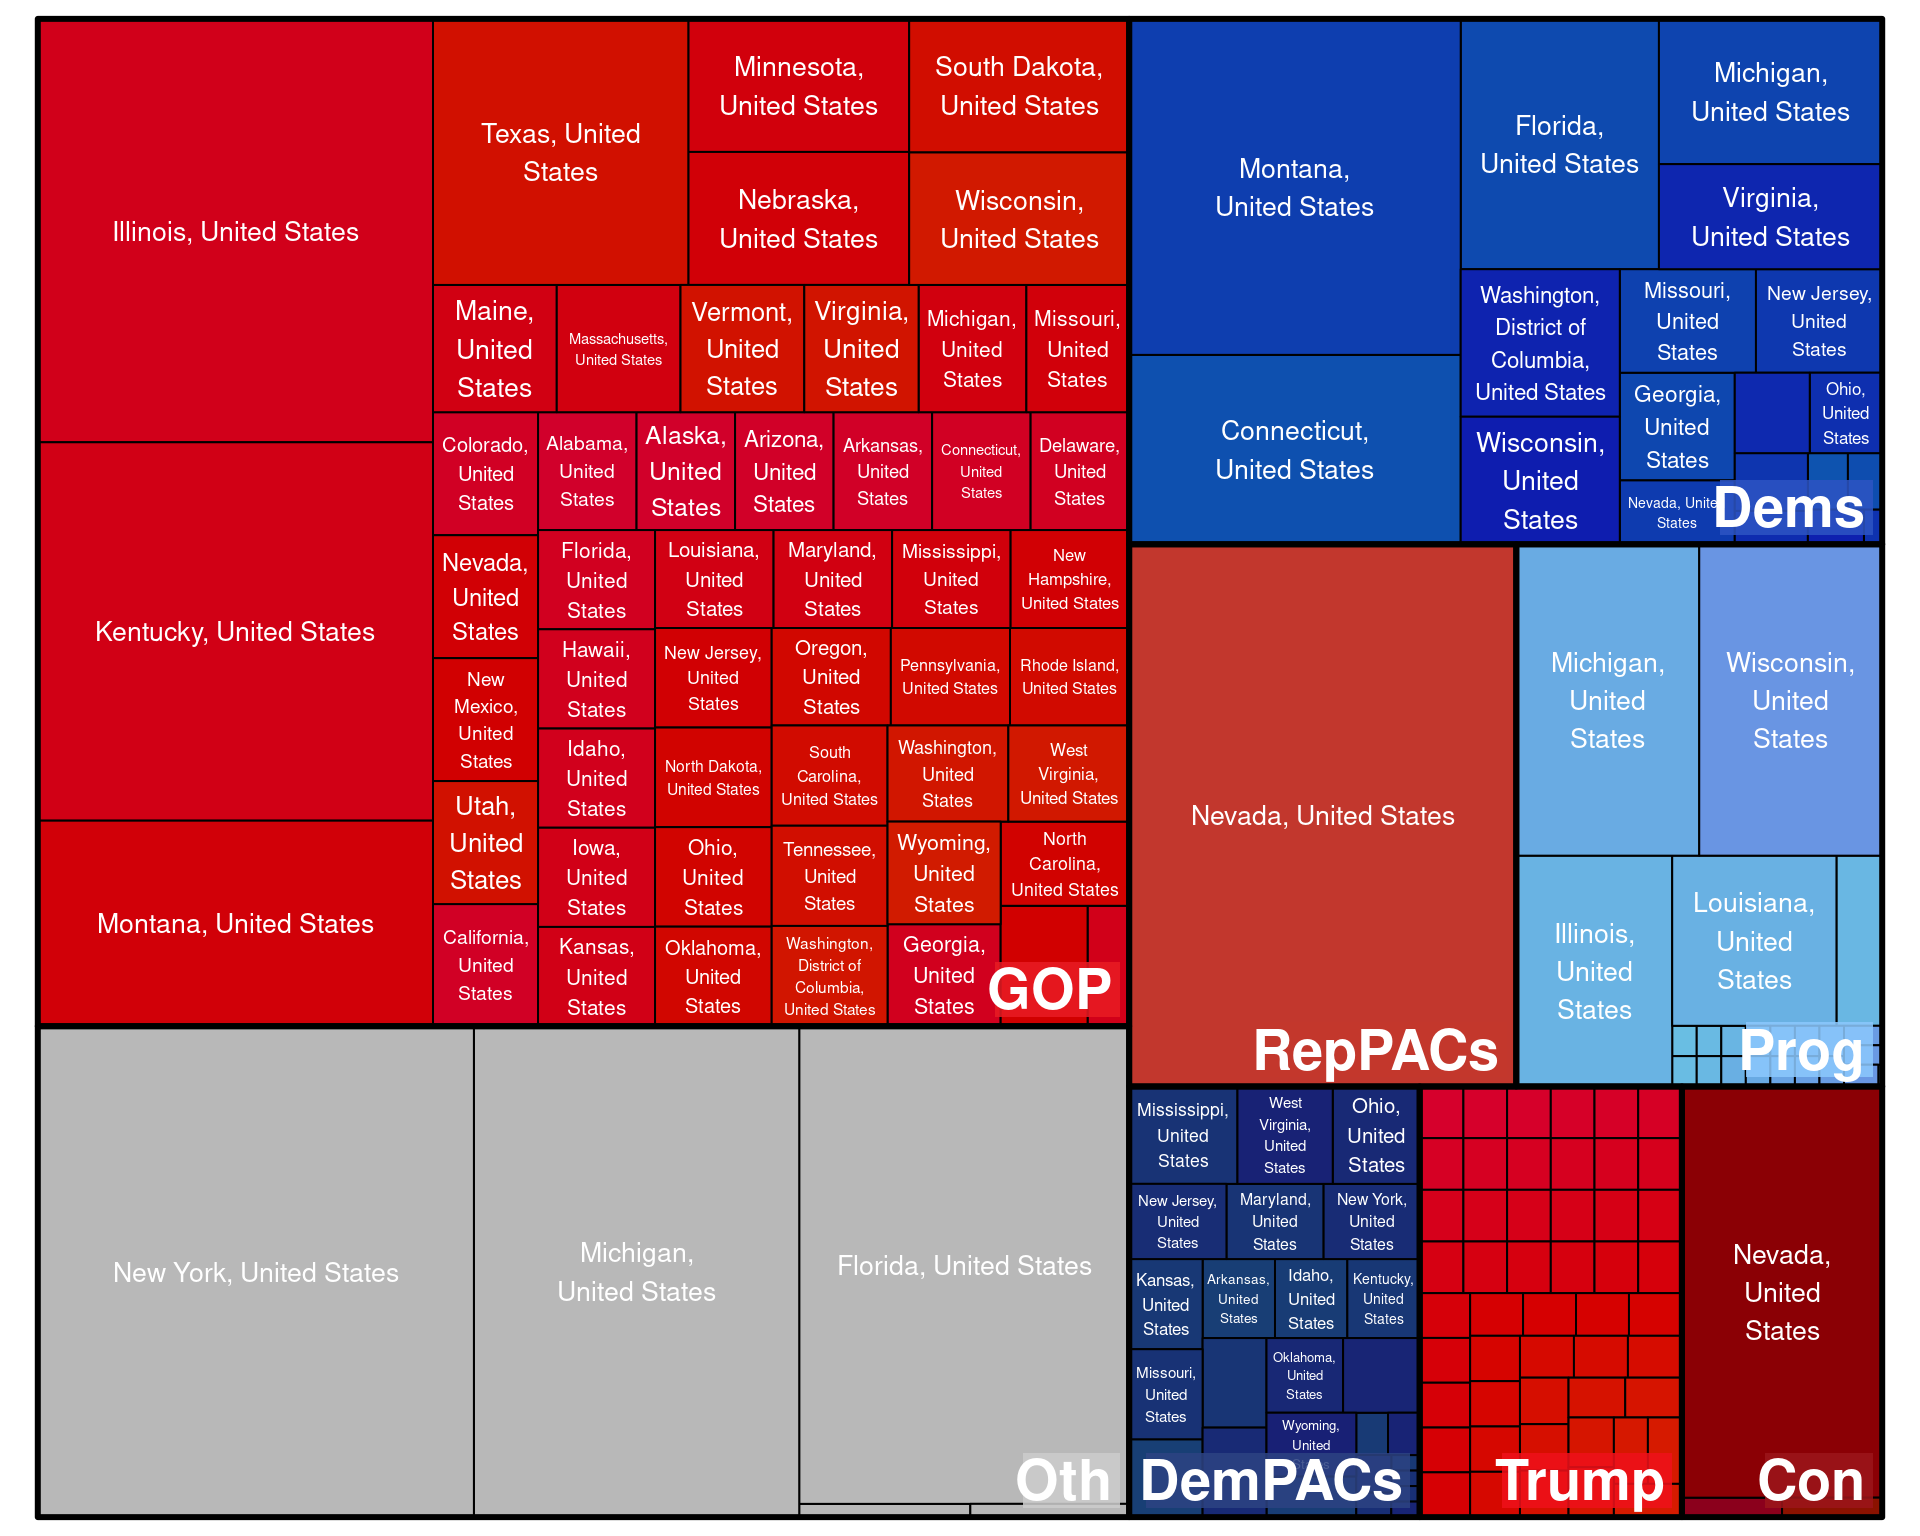 Illinois, United States
Kentucky, United States
Montana, United States
Texas, United
States
Minnesota,
United States
South Dakota,
United States
Nebraska,
United States
Wisconsin,
United States
Maine,
United
States
Massachusetts,
United States
Vermont,
United
States
Virginia,
United
States
Michigan,
United
States
Missouri,
United
States
Colorado,
United
States
Alabama,
United
States
Alaska,
United
States
Arizona,
United
States
Arkansas,
United
States
Connecticut,
United
States
Delaware,
United
States
Nevada,
United
States
New
Mexico,
United
States
Utah,
United
States
California,
United
States
Florida,
United
States
Louisiana,
United
States
Maryland,
United
States
Mississippi,
United
States
New
Hampshire,
United States
Hawaii,
United
States
New Jersey,
United
States
Oregon,
United
States
Pennsylvania,
United States
Rhode Island,
United States
Idaho,
United
States
North Dakota,
United States
South
Carolina,
United States
Washington,
United
States
West
Virginia,
United States
Iowa,
United
States
Ohio,
United
States
Tennessee,
United
States
Wyoming,
United
States
North
Carolina,
United States
Kansas,
United
States
Oklahoma,
United
States
Washington,
District of
Columbia,
United States
Georgia,
United
States
GOP
New York, United States
Michigan,
United States
Florida, United States
Oth
Montana,
United States
Connecticut,
United States
Florida,
United States
Michigan,
United States
Virginia,
United States
Washington,
District of
Columbia,
United States
Wisconsin,
United
States
Missouri,
United
States
New Jersey,
United
States
Georgia,
United
States
Ohio,
United
States
Nevada, United
States
Dems
Nevada, United States
RepPACs
Michigan,
United
States
Wisconsin,
United
States
Illinois,
United
States
Louisiana,
United
States
Prog
Mississippi,
United
States
West
Virginia,
United
States
Ohio,
United
States
New Jersey,
United
States
Maryland,
United
States
New York,
United
States
Kansas,
United
States
Arkansas,
United
States
Idaho,
United
States
Kentucky,
United
States
Missouri,
United
States
Oklahoma,
United
States
Wyoming,
United
States
DemPACs
Trump
Nevada,
United
States
Con